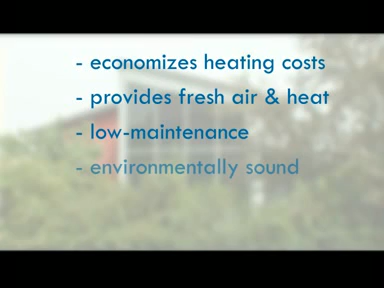 - economizes heating costs
- provides fresh air & heat
- low-maintenance
- environmentally sound